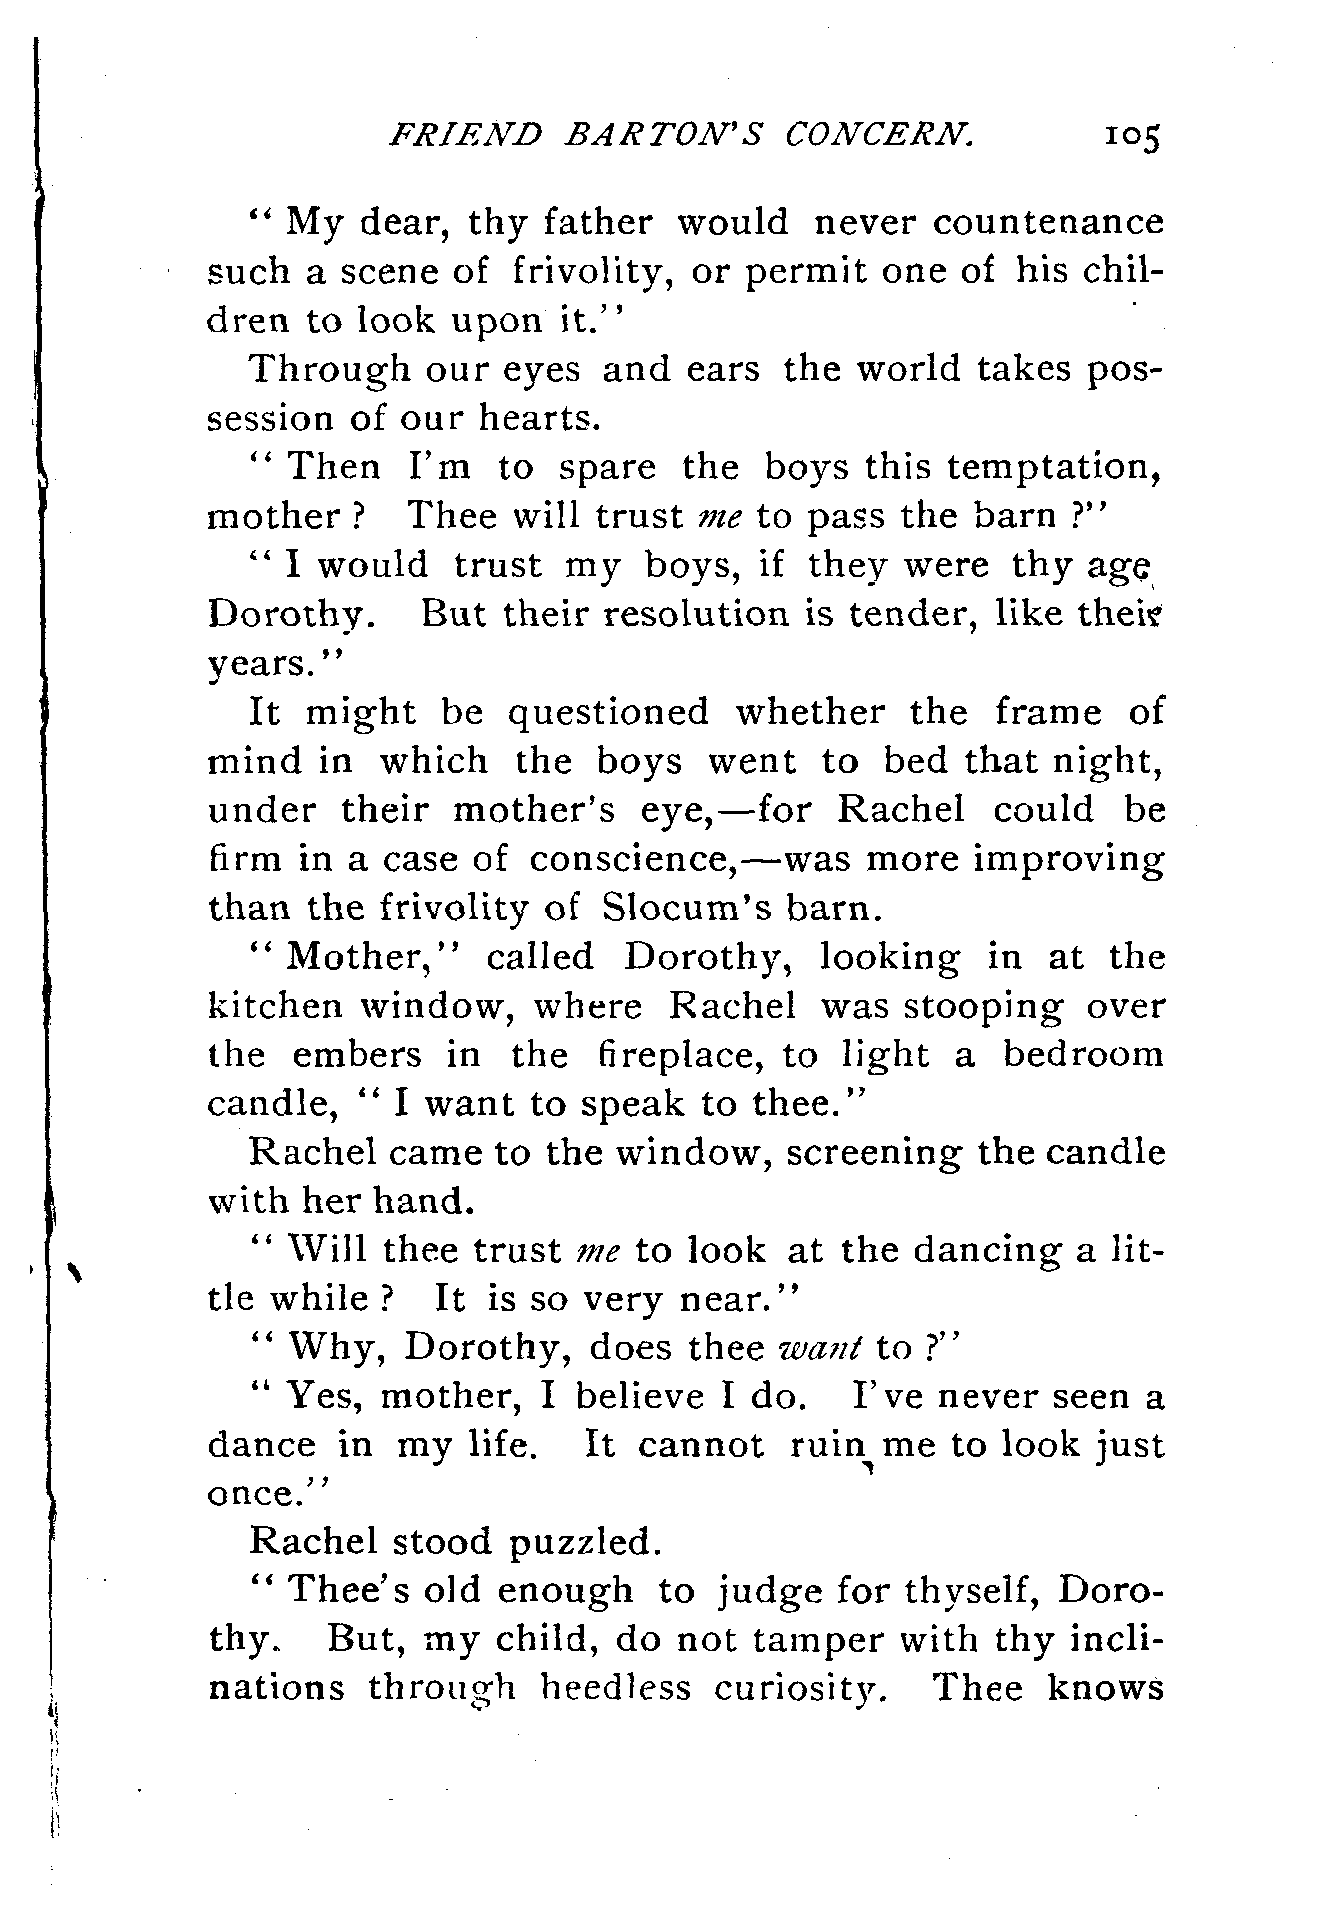 FRIEND BARTON'S CONCERN. 105
" My dear, thy father would never countenance
such a scene of frivolity, or permit one of his chil-
dren to look upon it."
Through our eyes and ears the world takes pos-
session of our hearts.
" Then I'm to spare the boys this temptation,
mother ? Thee will trust me to pass the barn ?"
" I would trust my boys, if they were thy age,
Dorothy. But their resolution is tender, like their
years."
It might be questioned whether the frame of
mind in which the boys went to bed that night,
under their mother's eye,—for Rachel could be
firm in a case of conscience,—was more improving
than the frivolity of Slocum's barn.
" Mother," called Dorothy, looking in at the
kitchen window, where Rachel was stooping over
the embers in the fireplace, to light a bedroom
candle, " I want to speak to thee."
Rachel came to the window, screening the candle
with her hand.
" Will thee trust me to look at the dancing a lit-
tle while ? It is so very near."
" Why, Dorothy, does thee want to ?"
" Yes, mother, I believe I do. I've never seen a
dance in my life. It cannot ruin me to look just
once."
Rachel stood puzzled.
" Thee's old enough to judge for thyself, Doro-
thy. But, my child, do not tamper with thy incli-
nations through heedless curiosity. Thee knows